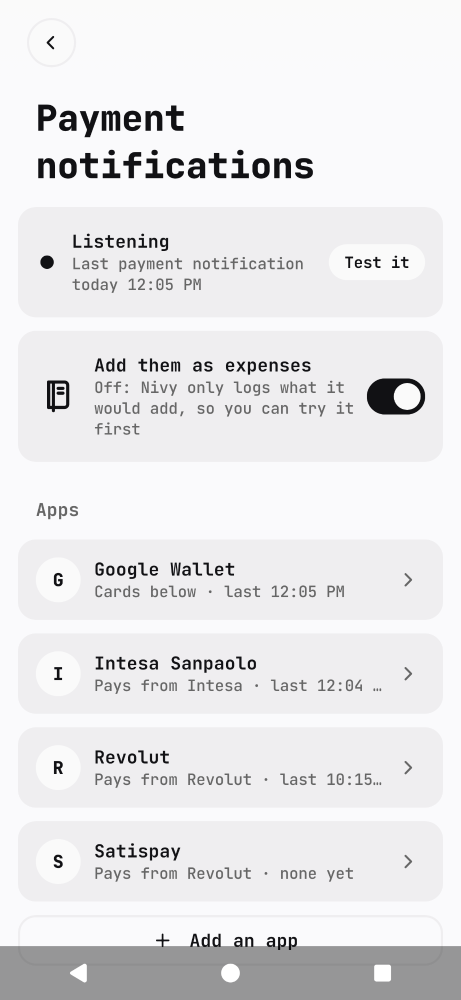 Payment
notifications
Listening
Last payment notification
today 12:05 PM
Test it
Add them as expenses
Off: Nivy only logs what it
would add, so you can try it
first
Apps
G
Google Wallet
Cards below · last 12:05 PM
I
Intesa Sanpaolo
Pays from Intesa · last 12:04 …
R
Revolut
Pays from Revolut · last 10:15…
S
Satispay
Pays from Revolut · none yet
+ Add an app